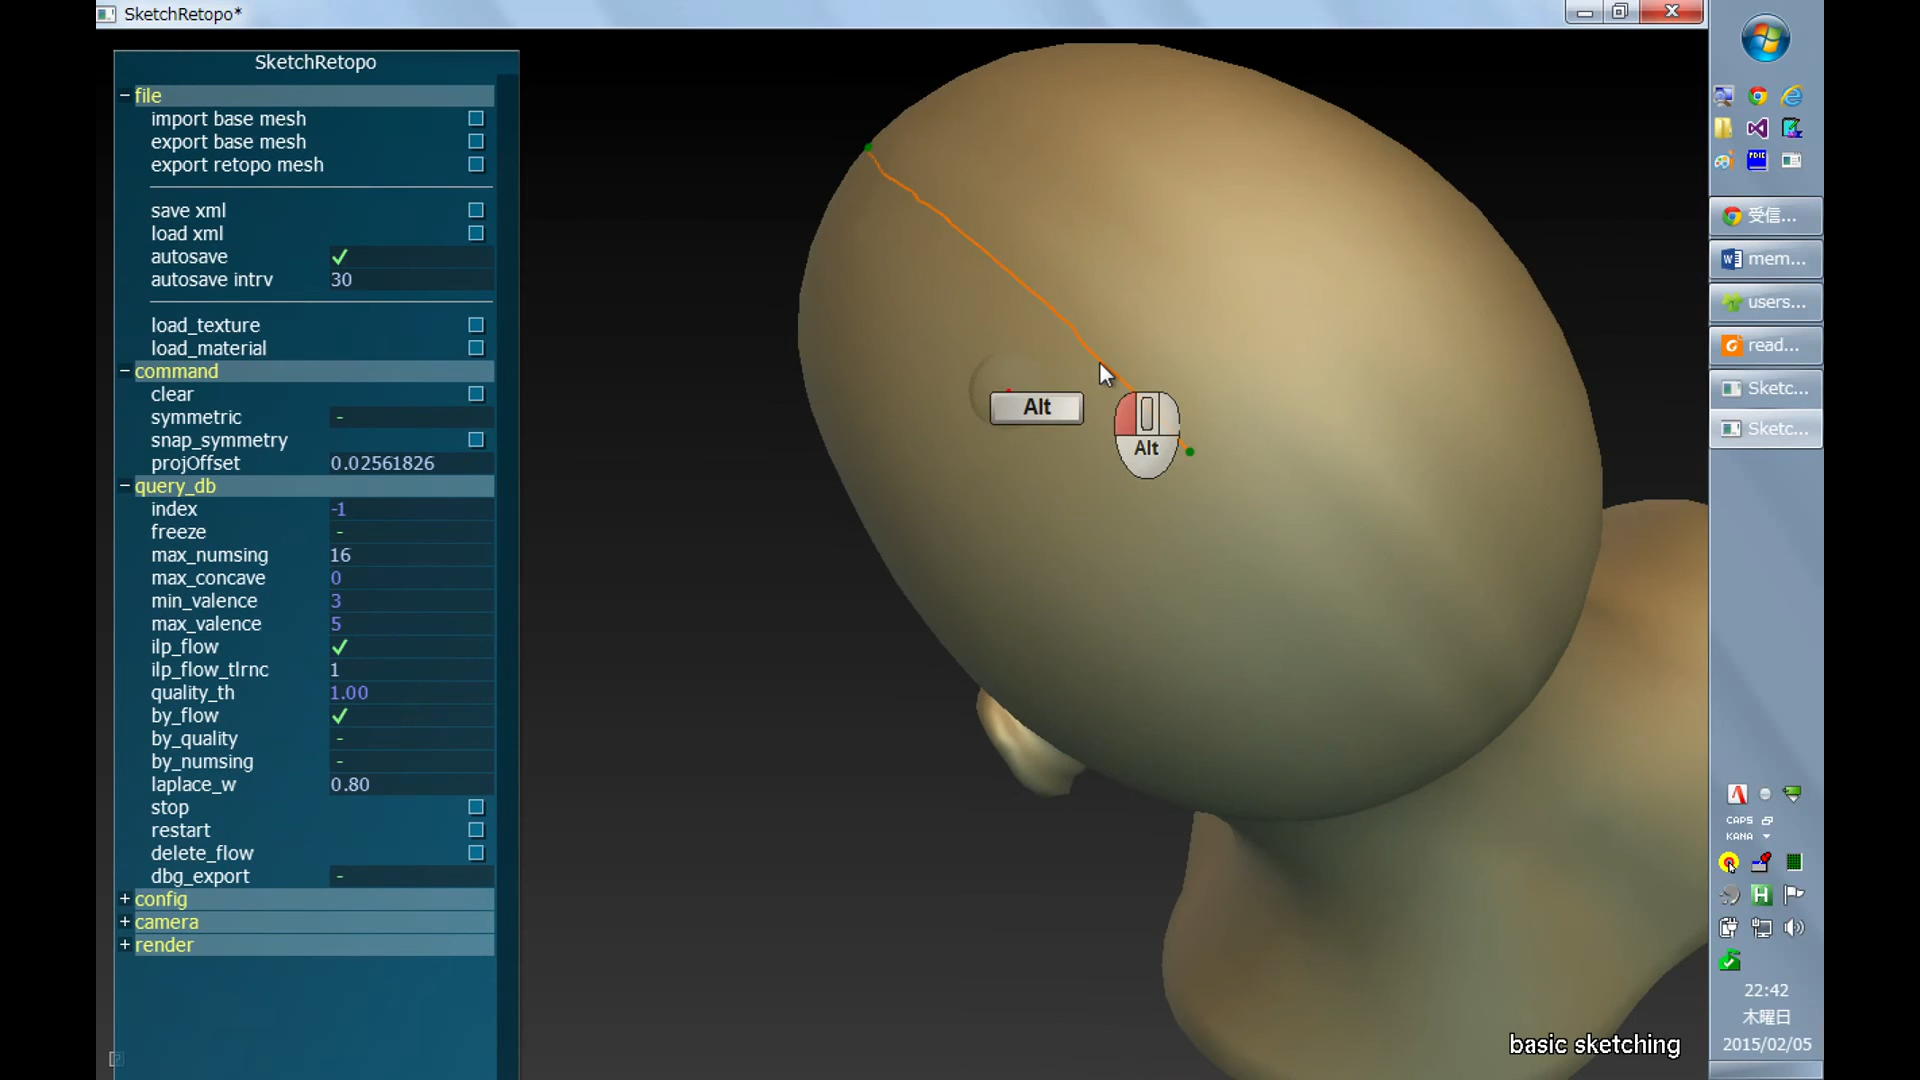 SketchRetopo*
SketchRetopo
file
import base mesh
export base mesh
export retopo mesh
save xml
load xml
autosave
autosave intrv 30
load_texture
load_material
command
clear
symmetric -
snap_symmetry
projOffset 0.02561826
query_db
index -1
freeze -
max_numsing 16
max_concave 0
min_valence 3
max_valence 5
ilp_flow
ilp_flow_tlrnc 1
quality_th 1.00
by_flow
by_quality -
by_numsing -
laplace_w 0.80
stop
restart
delete_flow
dbg_export -
config
camera
render
Alt
Alt
basic sketching
PDIC
受信...
mem...
users...
read...
Sketc...
Sketc...
CAPS
KANA
22:42
木曜日
2015/02/05